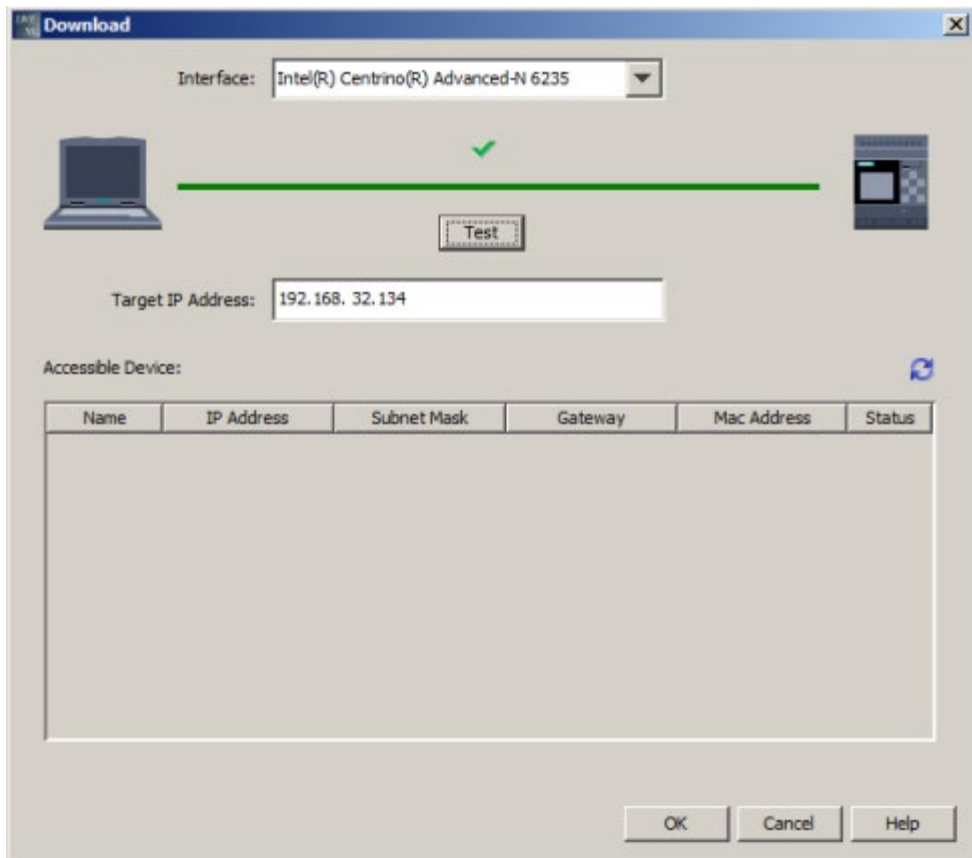 Download
Interface: Intel(R) Centrino(R) Advanced-N 6235
Test
Target IP Address: 192.168. 32.134
Accessible Device:
Name IP Address Subnet Mask Gateway Mac Address Status
OK Cancel Help